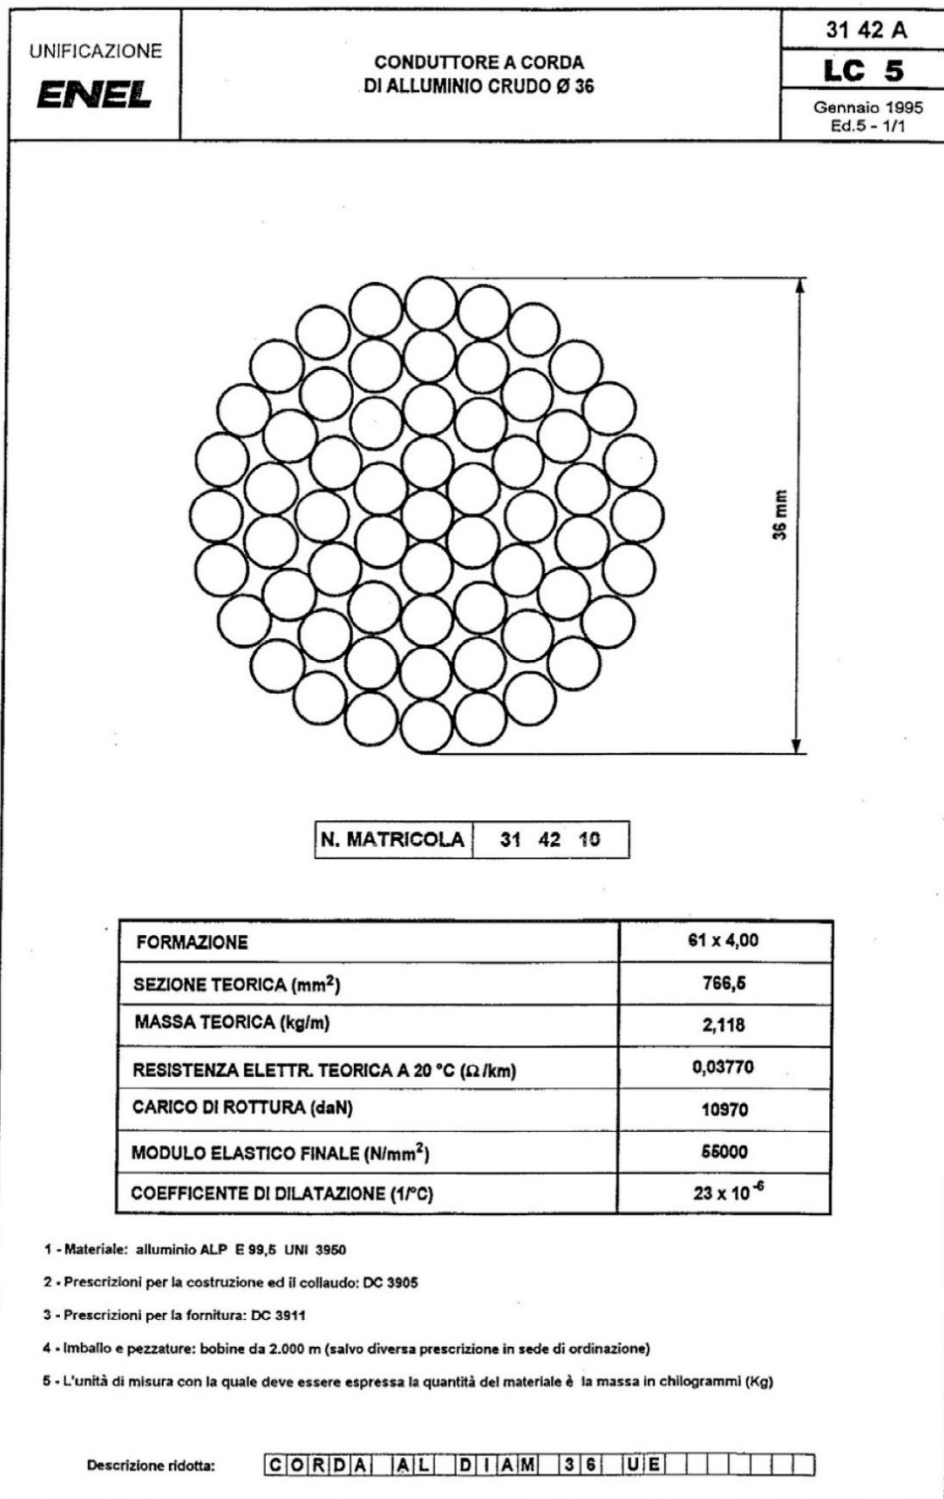 UNIFICAZIONE
ENEL
CONDUTTORE A CORDA
DI ALLUMINIO CRUDO Ø 36
31 42 A
LC 5
Gennaio 1995
Ed.5 - 1/1
36 mm
N. MATRICOLA 31 42 10
FORMAZIONE 61 x 4,00
SEZIONE TEORICA (mm²) 766,5
MASSA TEORICA (kg/m) 2,118
RESISTENZA ELETTR. TEORICA A 20 °C (Ω/km) 0,03770
CARICO DI ROTTURA (daN) 10970
MODULO ELASTICO FINALE (N/mm²) 55000
COEFFICENTE DI DILATAZIONE (1/°C) 23 x 10⁻⁶
1 - Materiale: alluminio ALP E 99,5 UNI 3950
2 - Prescrizioni per la costruzione ed il collaudo: DC 3905
3 - Prescrizioni per la fornitura: DC 3911
4 - Imballo e pezzature: bobine da 2.000 m (salvo diversa prescrizione in sede di ordinazione)
5 - L'unità di misura con la quale deve essere espressa la quantità del materiale è la massa in chilogrammi (Kg)
Descrizione ridotta: CORDA AL DIAM 36 UE